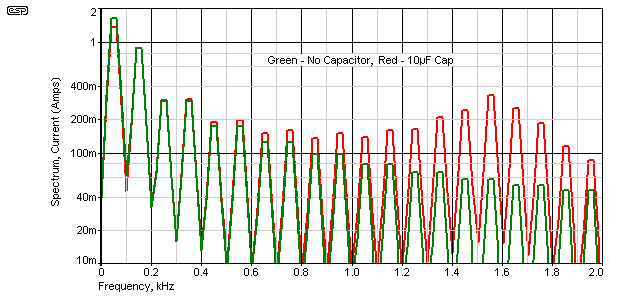 esp
Green - No Capacitor, Red - 10µF Cap
Spectrum, Current (Amps)
2
1
400m
200m
100m
40m
20m
10m
0 0.2 0.4 0.6 0.8 1.0 1.2 1.4 1.6 1.8 2.0
Frequency, kHz